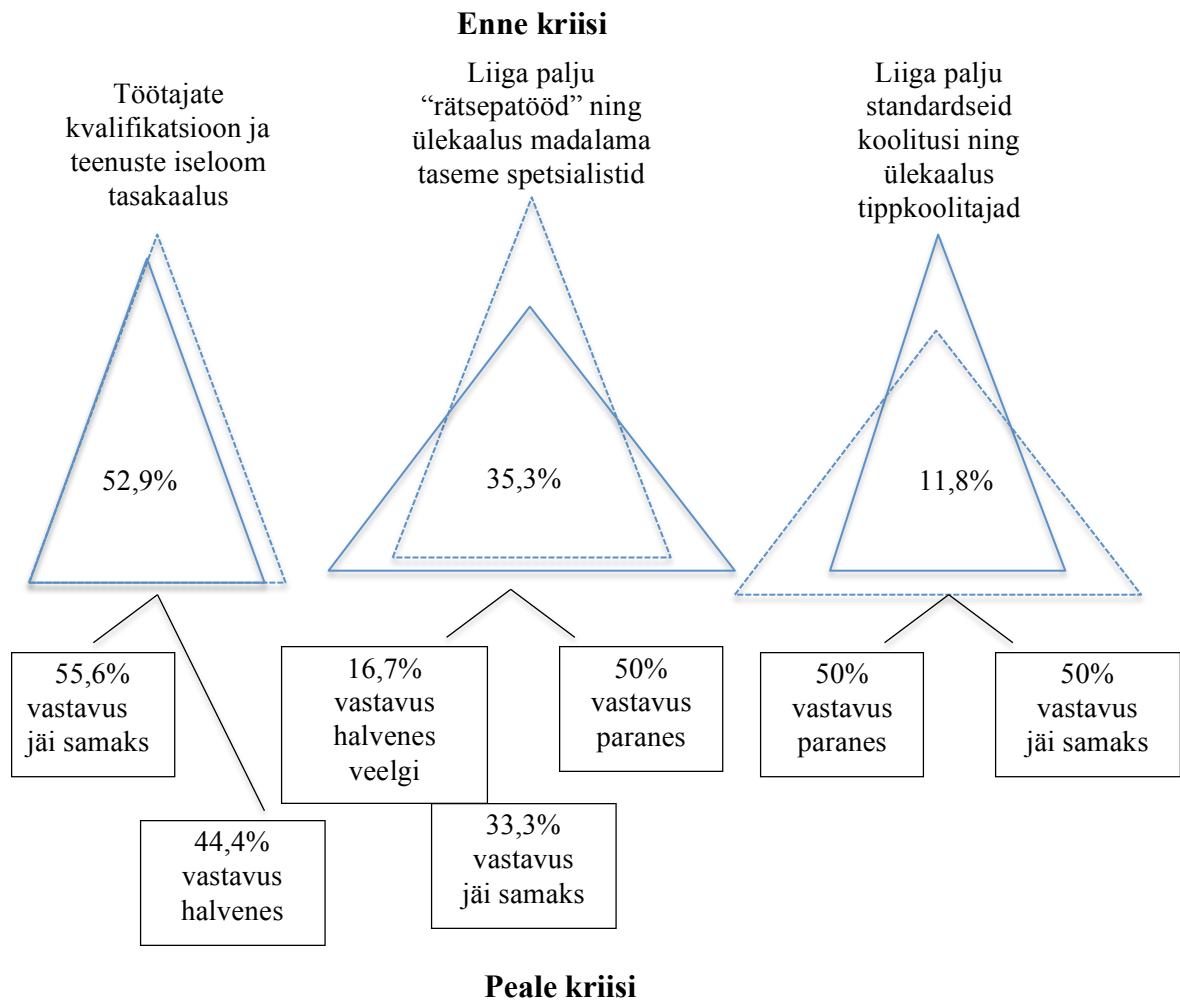 Enne kriisi
Töötajate
kvalifikatsioon ja
teenuste iseloom
tasakaalus
Liiga palju
“rätsepatööd” ning
ülekaalus madalama
taseme spetsialistid
Liiga palju
standardseid
koolitusi ning
ülekaalus
tippkoolitajad
52,9%
35,3%
11,8%
55,6%
vastavus
jäi samaks
44,4%
vastavus
halvenes
16,7%
vastavus
halvenes
veelgi
33,3%
vastavus
jäi samaks
50%
vastavus
paranes
50%
vastavus
paranes
50%
vastavus
jäi samaks
Peale kriisi